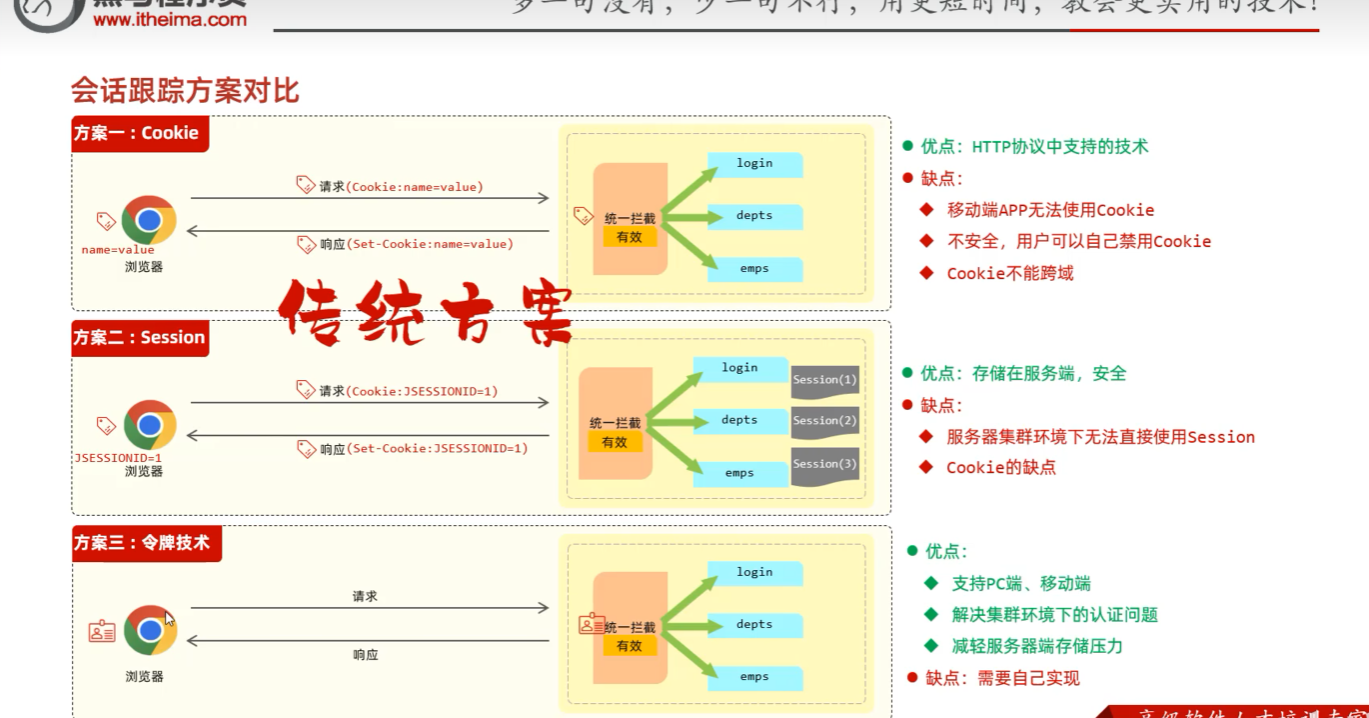 www.itheima.com
会话跟踪方案对比
方案一：Cookie
请求(Cookie:name=value)
响应(Set-Cookie:name=value)
name=value
浏览器
统一拦截
有效
login
depts
emps
优点：HTTP协议中支持的技术
缺点：
移动端APP无法使用Cookie
不安全，用户可以自己禁用Cookie
Cookie不能跨域
传统方案
方案二：Session
请求(Cookie:JSESSIONID=1)
响应(Set-Cookie:JSESSIONID=1)
JSESSIONID=1
浏览器
统一拦截
有效
login
depts
emps
Session(1)
Session(2)
Session(3)
优点：存储在服务端，安全
缺点：
服务器集群环境下无法直接使用Session
Cookie的缺点
方案三：令牌技术
请求
响应
浏览器
统一拦截
有效
login
depts
emps
优点：
支持PC端、移动端
解决集群环境下的认证问题
减轻服务器端存储压力
缺点：需要自己实现